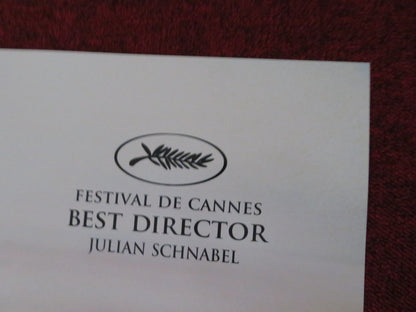 FESTIVAL DE CANNES
BEST DIRECTOR
JULIAN SCHNABEL